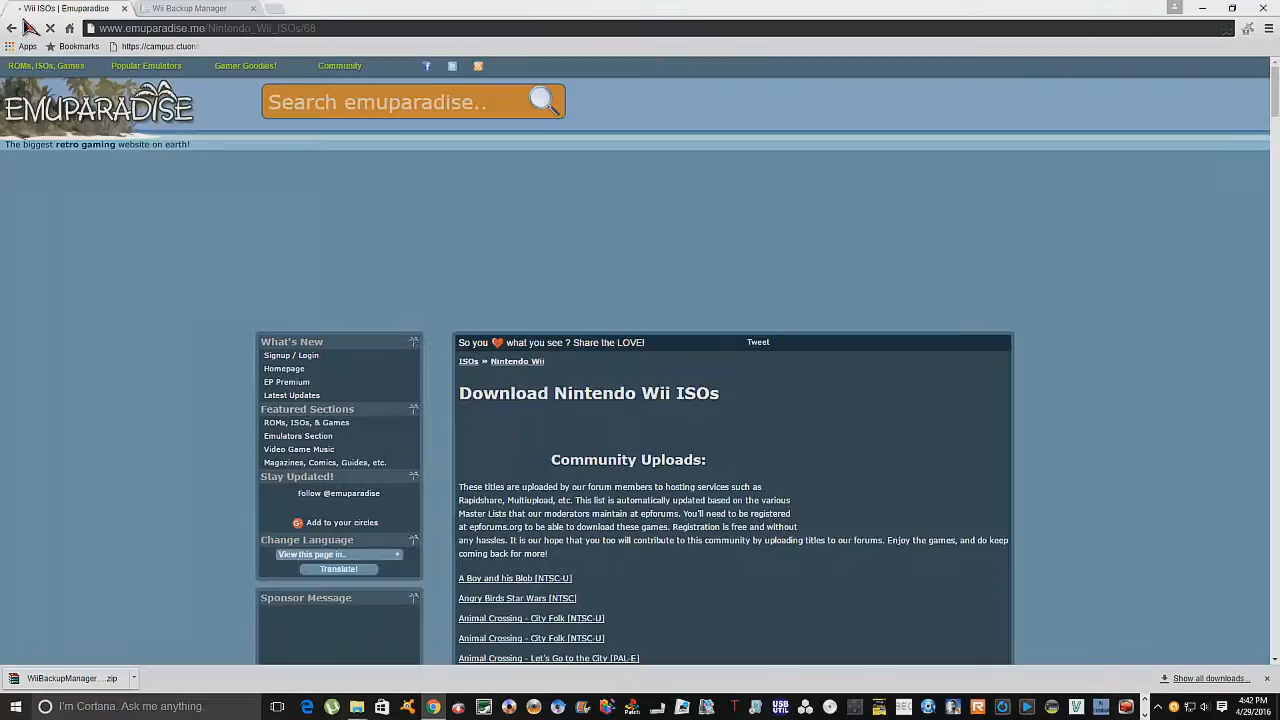 Wii ISOs | Emuparadise
Wii Backup Manager
www.emuparadise.me/Nintendo_Wii_ISOs/68
Apps
Bookmarks
https://campus.ctuon
ROMs, ISOs, Games
Popular Emulators
Gamer Goodies!
Community
EMUPARADISE
Search emuparadise..
The biggest retro gaming website on earth!
What's New
Signup / Login
Homepage
EP Premium
Latest Updates
Featured Sections
ROMs, ISOs, & Games
Emulators Section
Video Game Music
Magazines, Comics, Guides, etc.
Stay Updated!
Follow @emuparadise
Add to your circles
Change Language
View this page in..
Translate!
Sponsor Message
So you ❤ what you see ? Share the LOVE!
Tweet
ISOs » Nintendo Wii
Download Nintendo Wii ISOs
Community Uploads:
These titles are uploaded by our forum members to hosting services such as
Rapidshare, Multiupload, etc. This list is automatically updated based on the various
Master Lists that our moderators maintain at epforums. You'll need to be registered
at epforums.org to be able to download these games. Registration is free and without
any hassles. It is our hope that you too will contribute to this community by uploading titles to our forums. Enjoy the games, and do keep
coming back for more!
A Boy and his Blob [NTSC-U]
Angry Birds Star Wars [NTSC]
Animal Crossing - City Folk [NTSC-U]
Animal Crossing - City Folk [NTSC-U]
Animal Crossing - Let's Go to the City [PAL-E]
WiiBackupManager....zip
Show all downloads...
I'm Cortana. Ask me anything.
4:42 PM
4/29/2016